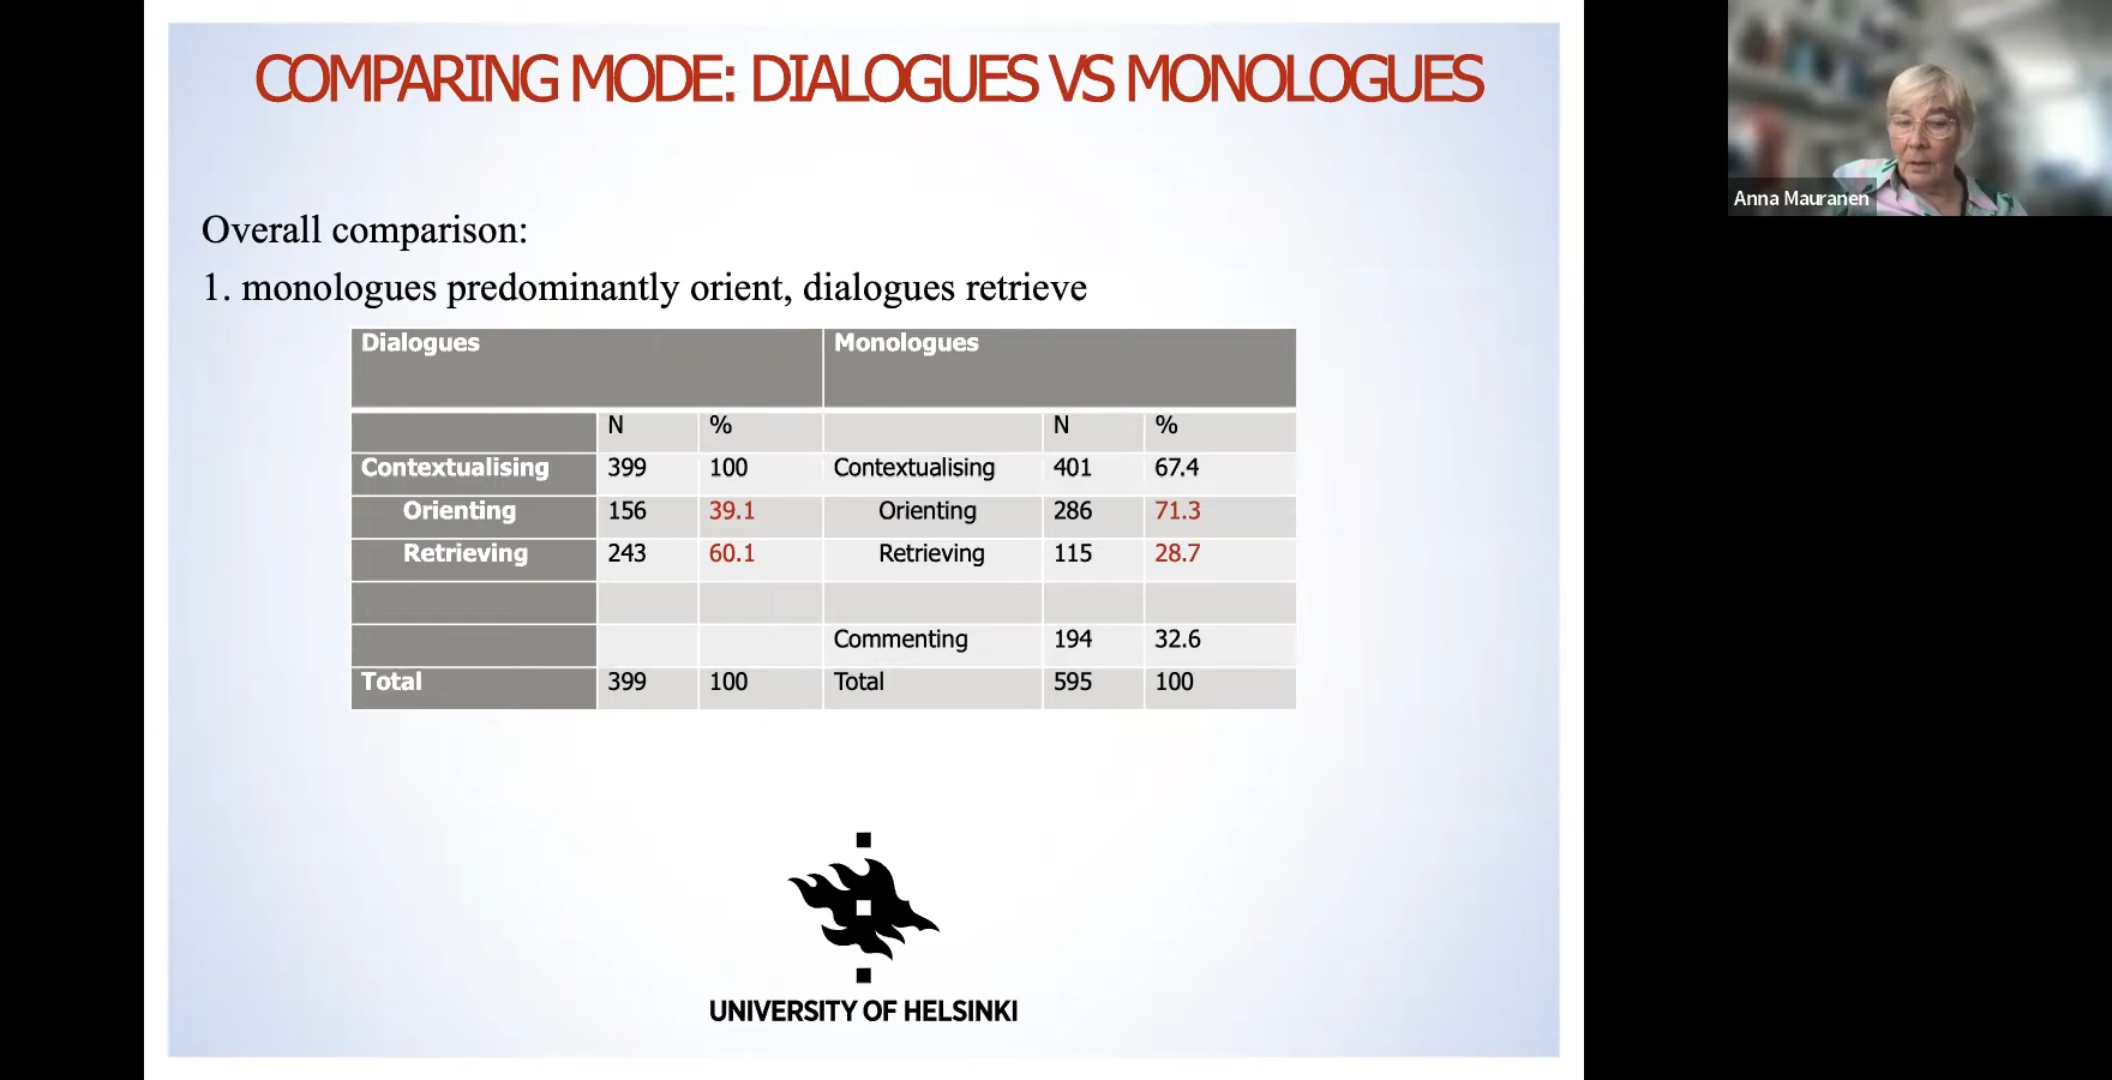 COMPARING MODE: DIALOGUES VS MONOLOGUES
Anna Mauranen
Overall comparison:
1. monologues predominantly orient, dialogues retrieve
Dialogues Monologues
N % N %
Contextualising 399 100 Contextualising 401 67.4
Orienting 156 39.1 Orienting 286 71.3
Retrieving 243 60.1 Retrieving 115 28.7
Commenting 194 32.6
Total 399 100 Total 595 100
UNIVERSITY OF HELSINKI